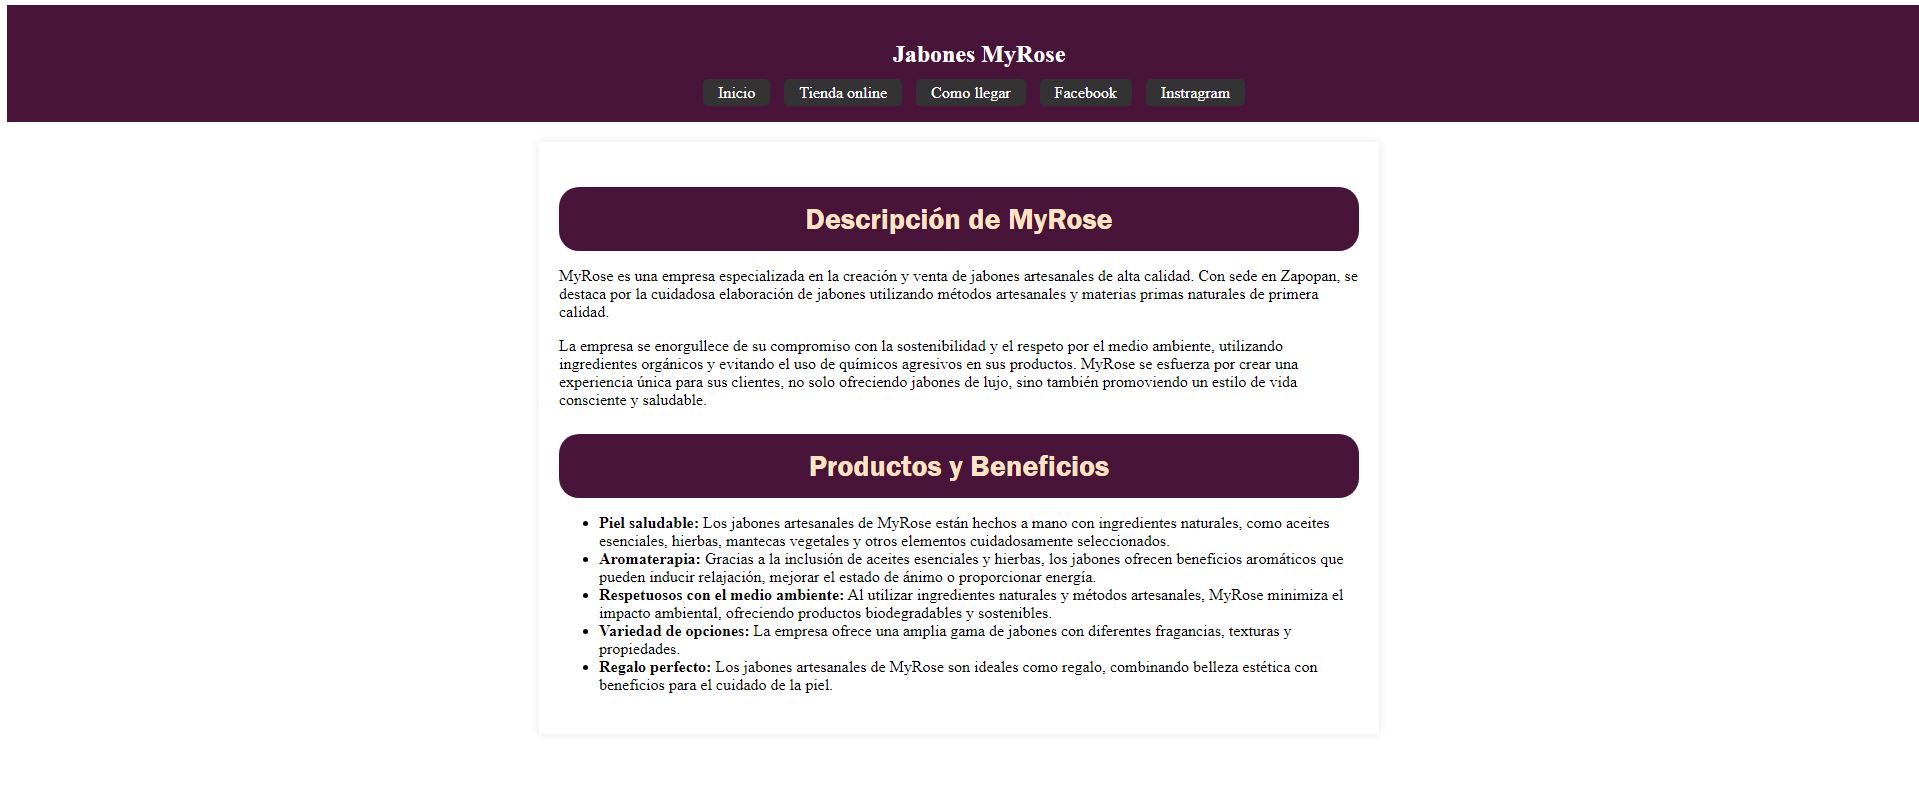 Jabones MyRose
Inicio Tienda online Como llegar Facebook Instragram
Descripción de MyRose
MyRose es una empresa especializada en la creación y venta de jabones artesanales de alta calidad. Con sede en Zapopan, se
destaca por la cuidadosa elaboración de jabones utilizando métodos artesanales y materias primas naturales de primera
calidad.
La empresa se enorgullece de su compromiso con la sostenibilidad y el respeto por el medio ambiente, utilizando
ingredientes orgánicos y evitando el uso de químicos agresivos en sus productos. MyRose se esfuerza por crear una
experiencia única para sus clientes, no solo ofreciendo jabones de lujo, sino también promoviendo un estilo de vida
consciente y saludable.
Productos y Beneficios
• Piel saludable: Los jabones artesanales de MyRose están hechos a mano con ingredientes naturales, como aceites
esenciales, hierbas, mantecas vegetales y otros elementos cuidadosamente seleccionados.
• Aromaterapia: Gracias a la inclusión de aceites esenciales y hierbas, los jabones ofrecen beneficios aromáticos que
pueden inducir relajación, mejorar el estado de ánimo o proporcionar energía.
• Respetuosos con el medio ambiente: Al utilizar ingredientes naturales y métodos artesanales, MyRose minimiza el
impacto ambiental, ofreciendo productos biodegradables y sostenibles.
• Variedad de opciones: La empresa ofrece una amplia gama de jabones con diferentes fragancias, texturas y
propiedades.
• Regalo perfecto: Los jabones artesanales de MyRose son ideales como regalo, combinando belleza estética con
beneficios para el cuidado de la piel.